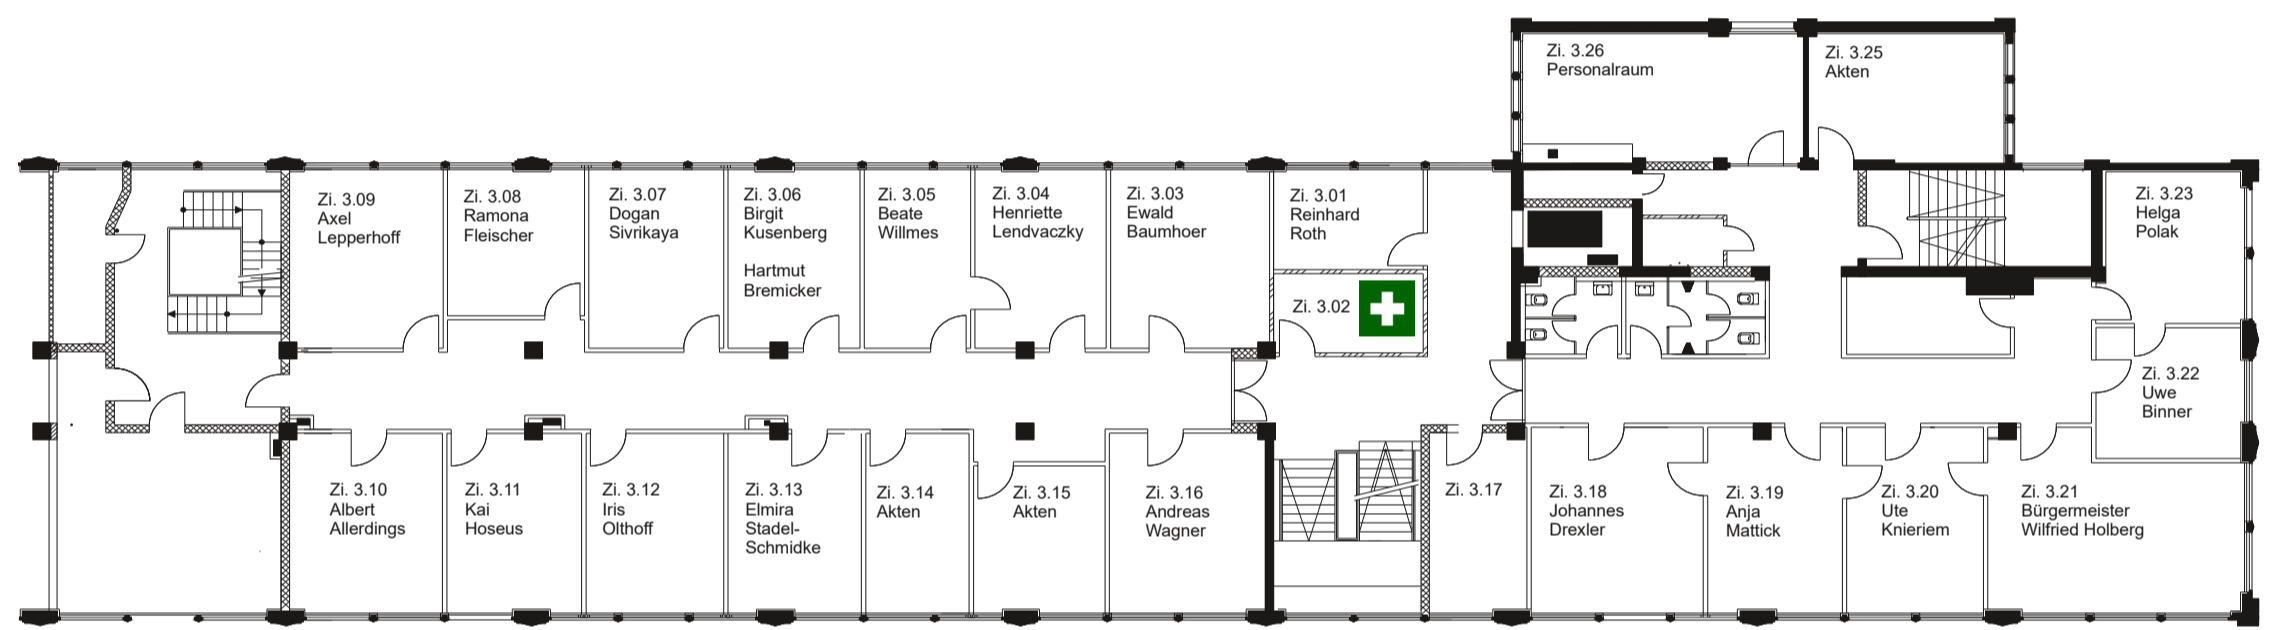 Zi. 3.26
Personalraum
Zi. 3.25
Akten
Zi. 3.09
Axel
Lepperhoff
Zi. 3.08
Ramona
Fleischer
Zi. 3.07
Dogan
Sivrikaya
Zi. 3.06
Birgit
Kusenberg
Hartmut
Bremicker
Zi. 3.05
Beate
Willmes
Zi. 3.04
Henriette
Lendvaczky
Zi. 3.03
Ewald
Baumhoer
Zi. 3.01
Reinhard
Roth
Zi. 3.02
Zi. 3.23
Helga
Polak
Zi. 3.22
Uwe
Binner
Zi. 3.10
Albert
Allerdings
Zi. 3.11
Kai
Hoseus
Zi. 3.12
Iris
Olthoff
Zi. 3.13
Elmira
Stadel-
Schmidke
Zi. 3.14
Akten
Zi. 3.15
Akten
Zi. 3.16
Andreas
Wagner
Zi. 3.17
Zi. 3.18
Johannes
Drexler
Zi. 3.19
Anja
Mattick
Zi. 3.20
Ute
Knieriem
Zi. 3.21
Bürgermeister
Wilfried Holberg